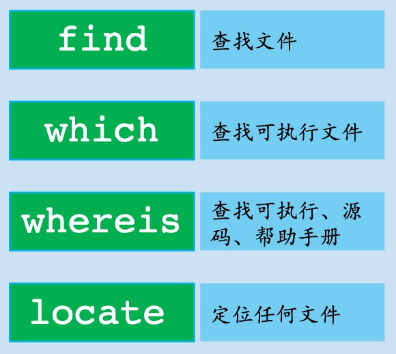 find
查找文件
which
查找可执行文件
whereis
查找可执行、源
码、帮助手册
locate
定位任何文件